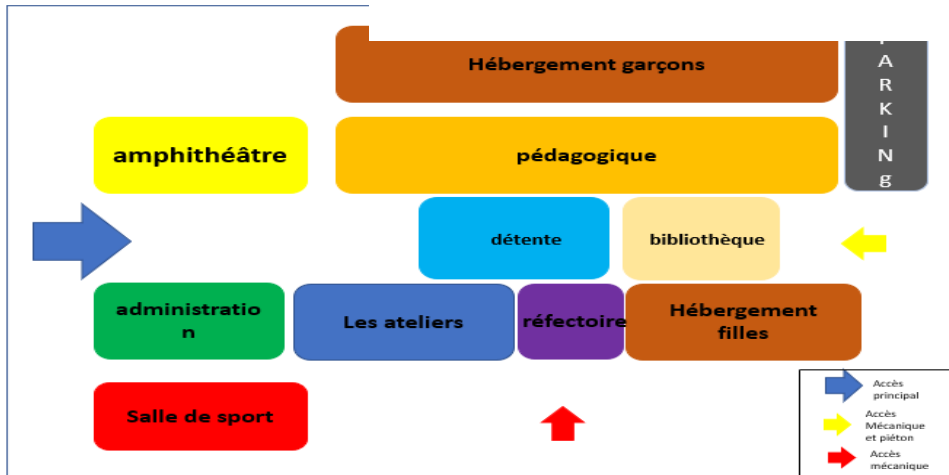 Hébergement garçons
A
R
K
I
N
g
amphithéâtre
pédagogique
détente
bibliothèque
administratio
n
Les ateliers
réfectoire
Hébergement
filles
Salle de sport
Accès
principal
Accès
Mécanique
et piéton
Accès
mécanique